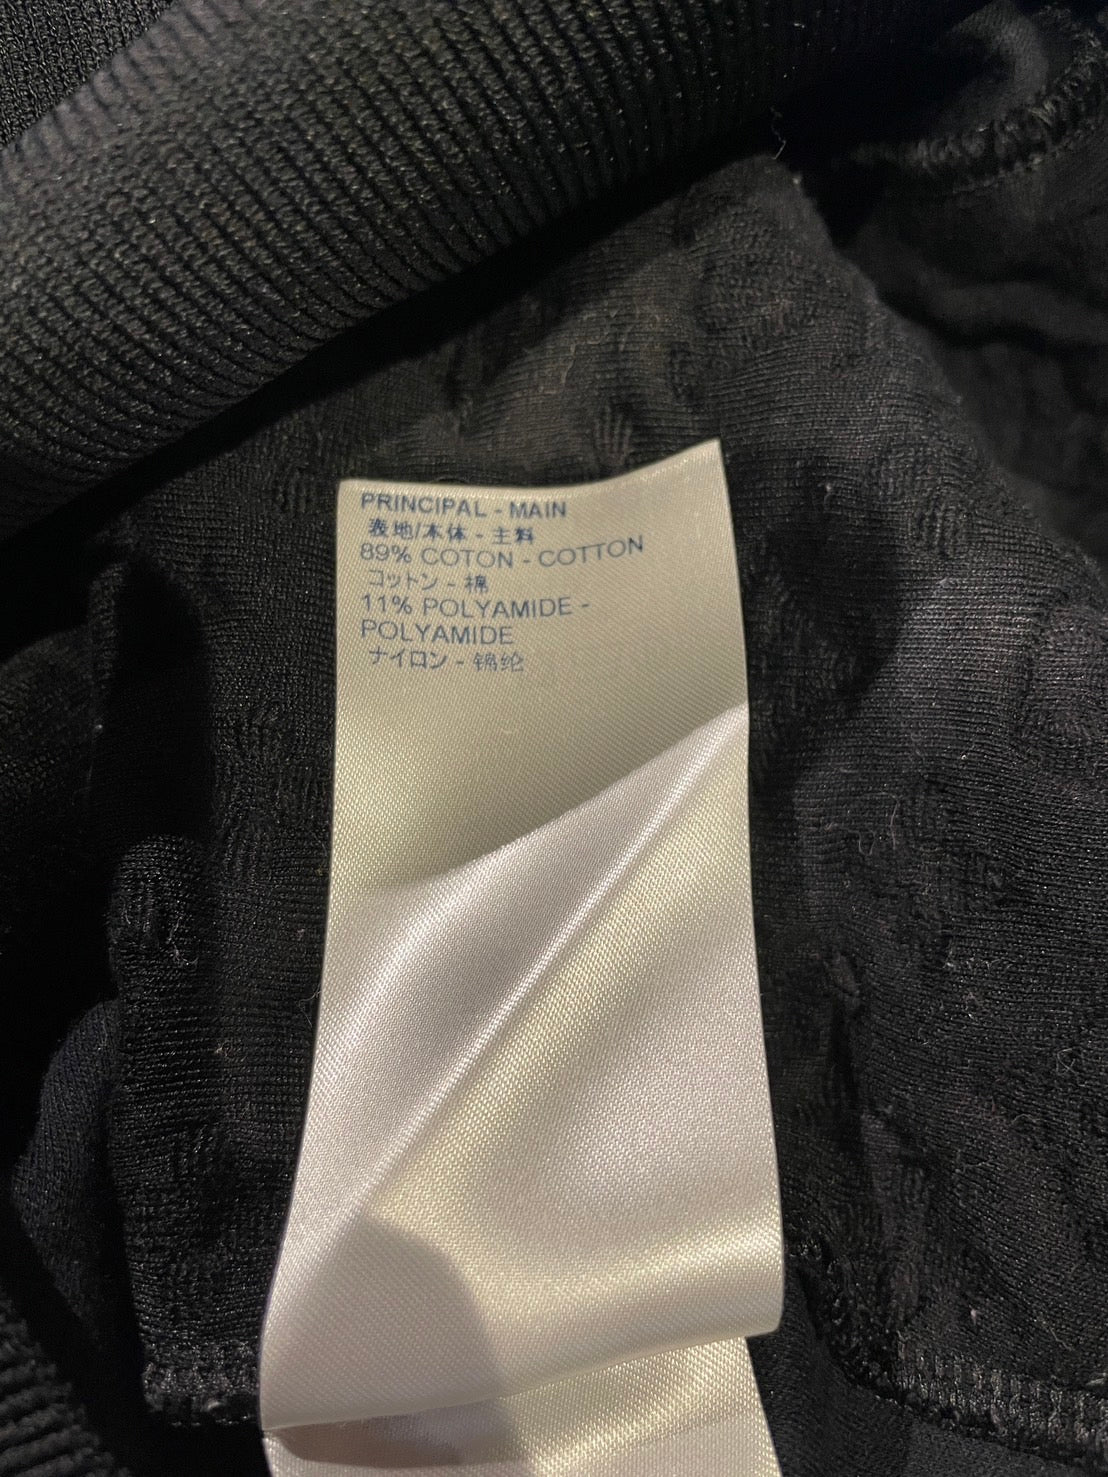 PRINCIPAL - MAIN
表地/本体 - 主料
89% COTON - COTTON
コットン - 棉
11% POLYAMIDE -
POLYAMIDE
ナイロン - 锦纶